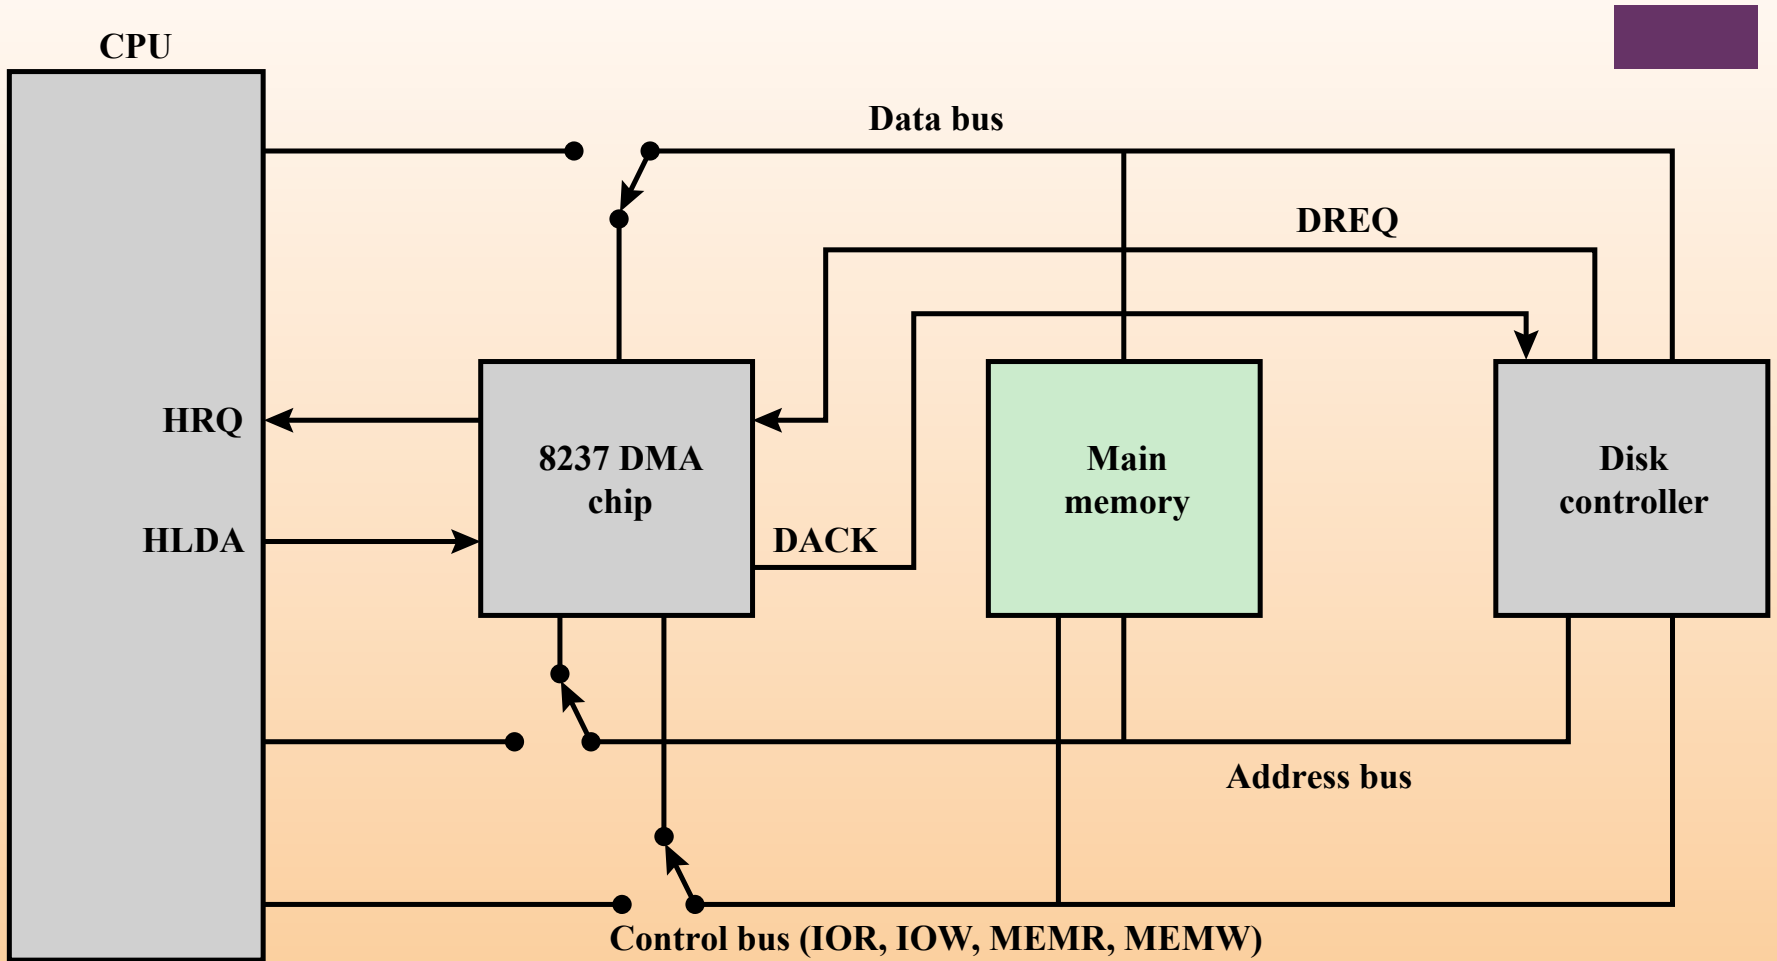 CPU
Data bus
DREQ
HRQ
8237 DMA
chip
Main
memory
Disk
controller
HLDA
DACK
Address bus
Control bus (IOR, IOW, MEMR, MEMW)